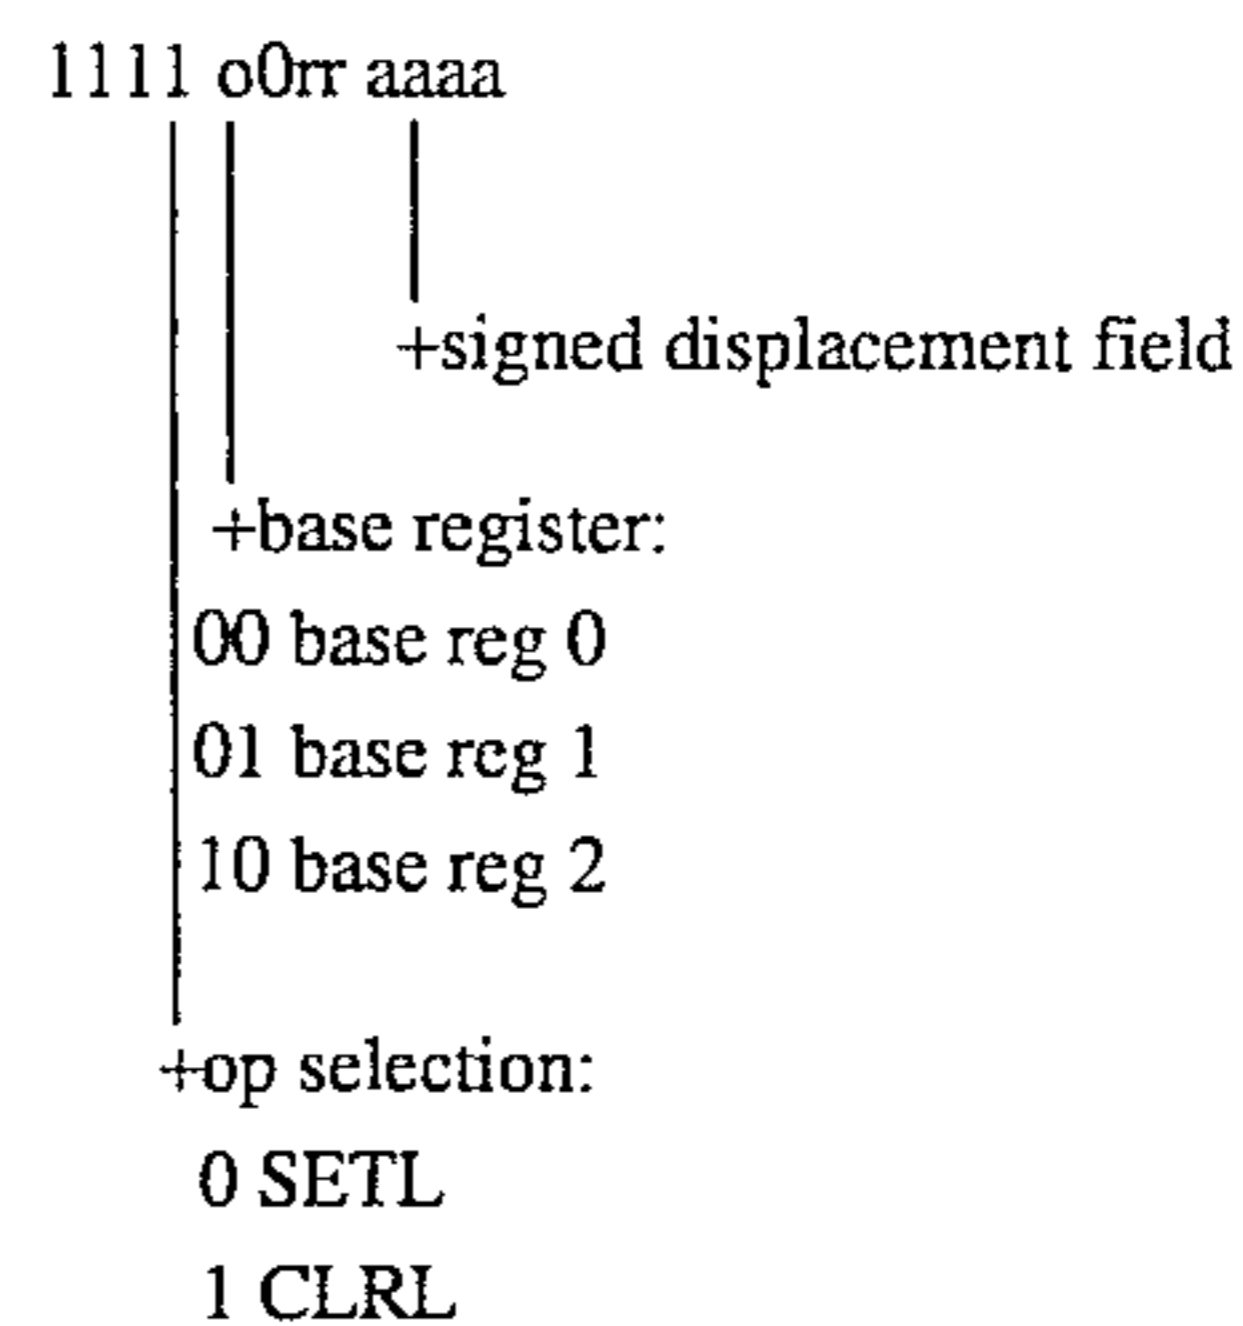 1111 o0rr aaaa
+signed displacement field
+base register:
00 base reg 0
01 base reg 1
10 base reg 2
+op selection:
0 SETL
1 CLRL